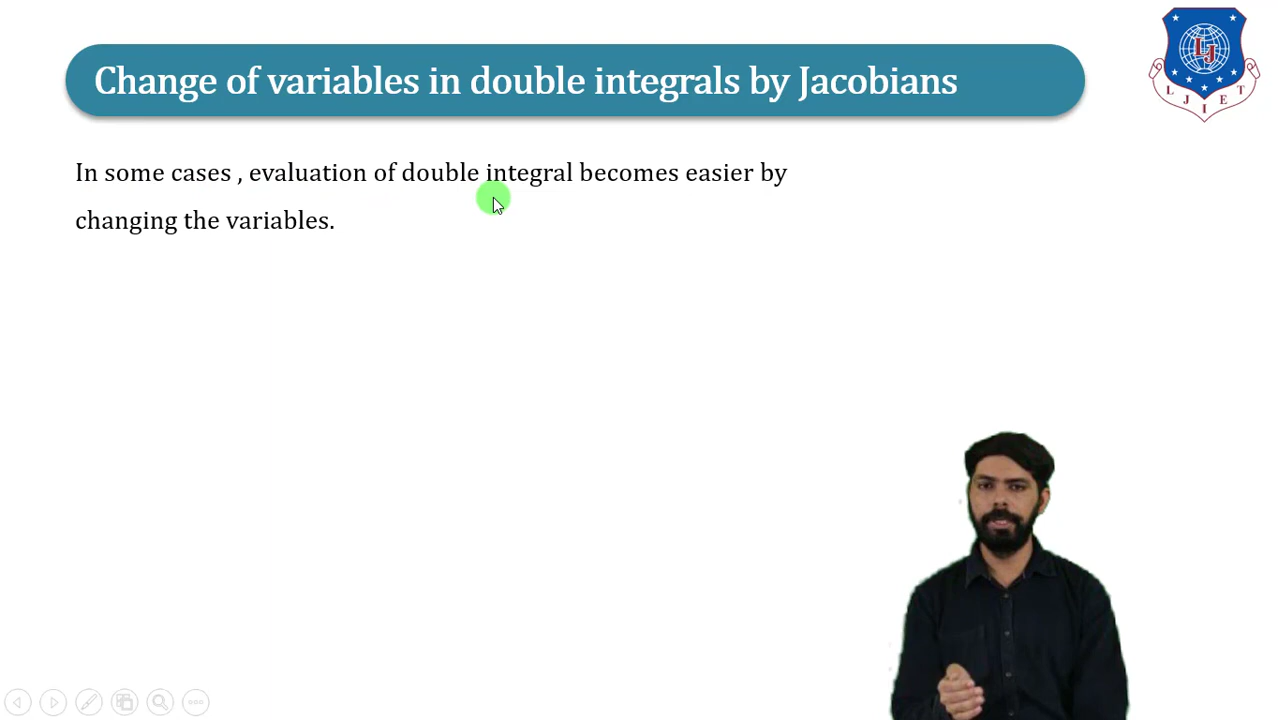 Change of variables in double integrals by Jacobians
LJ
L J I E T
In some cases , evaluation of double integral becomes easier by
changing the variables.